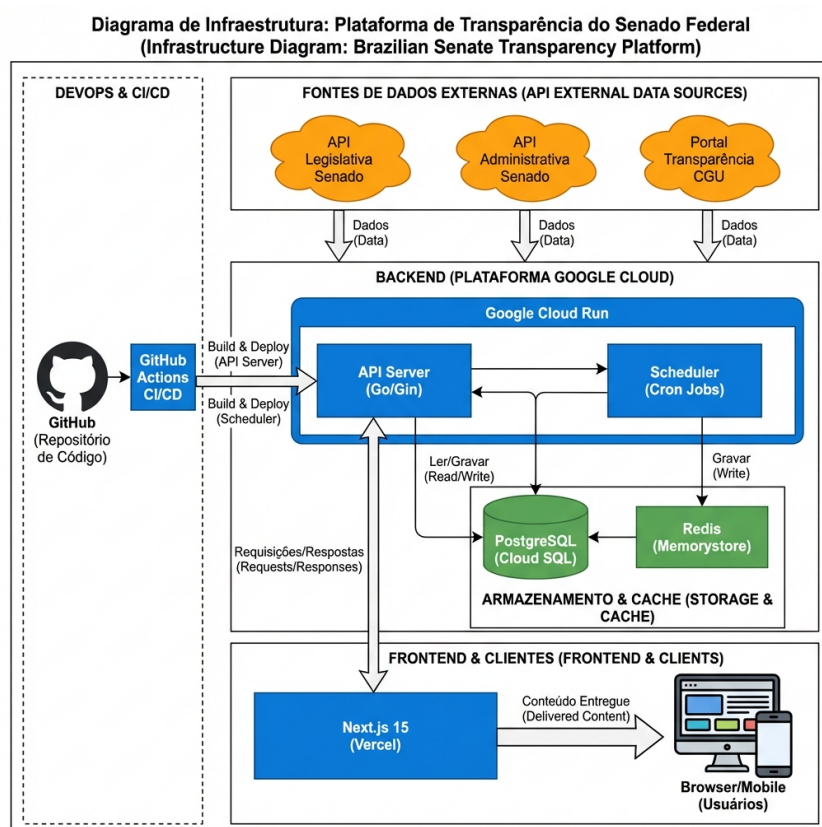 Diagrama de Infraestrutura: Plataforma de Transparência do Senado Federal
(Infrastructure Diagram: Brazilian Senate Transparency Platform)
DEVOPS & CI/CD
FONTES DE DADOS EXTERNAS (API EXTERNAL DATA SOURCES)
API
Legislativa
Senado
API
Administrativa
Senado
Portal
Transparência
CGU
Dados
(Data)
Dados
(Data)
Dados
(Data)
BACKEND (PLATAFORMA GOOGLE CLOUD)
Google Cloud Run
GitHub
(Repositório
de Código)
GitHub
Actions
CI/CD
Build & Deploy
(API Server)
Build & Deploy
(Scheduler)
API Server
(Go/Gin)
Scheduler
(Cron Jobs)
Ler/Gravar
(Read/Write)
Gravar
(Write)
PostgreSQL
(Cloud SQL)
Redis
(Memorystore)
ARMAZENAMENTO & CACHE (STORAGE &
CACHE)
Requisições/Respostas
(Requests/Responses)
FRONTEND & CLIENTES (FRONTEND & CLIENTS)
Next.js 15
(Vercel)
Conteúdo Entregue
(Delivered Content)
Browser/Mobile
(Usuários)